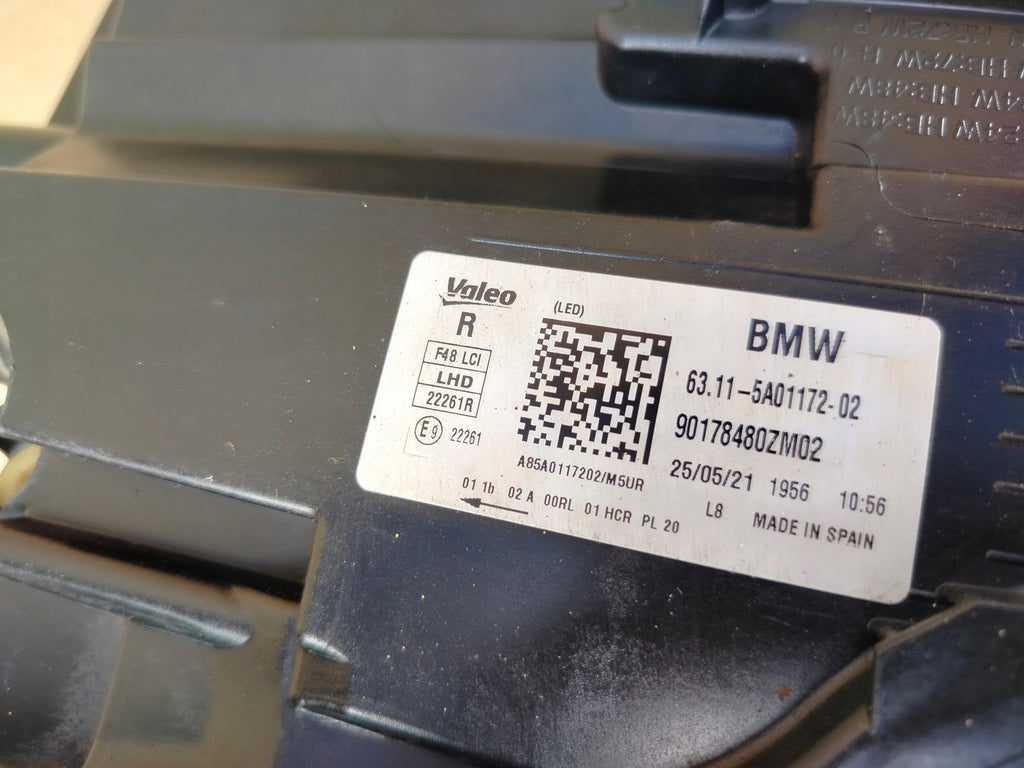 Valeo
R
F48 LCI
LHD
22261R
E9 22261
(LED)
A85A0117202/M5UR
01 1b 02 A 00RL 01 HCR PL 20
BMW
63.11-5A01172-02
90178480ZM02
25/05/21 1956 10:56
L8 MADE IN SPAIN